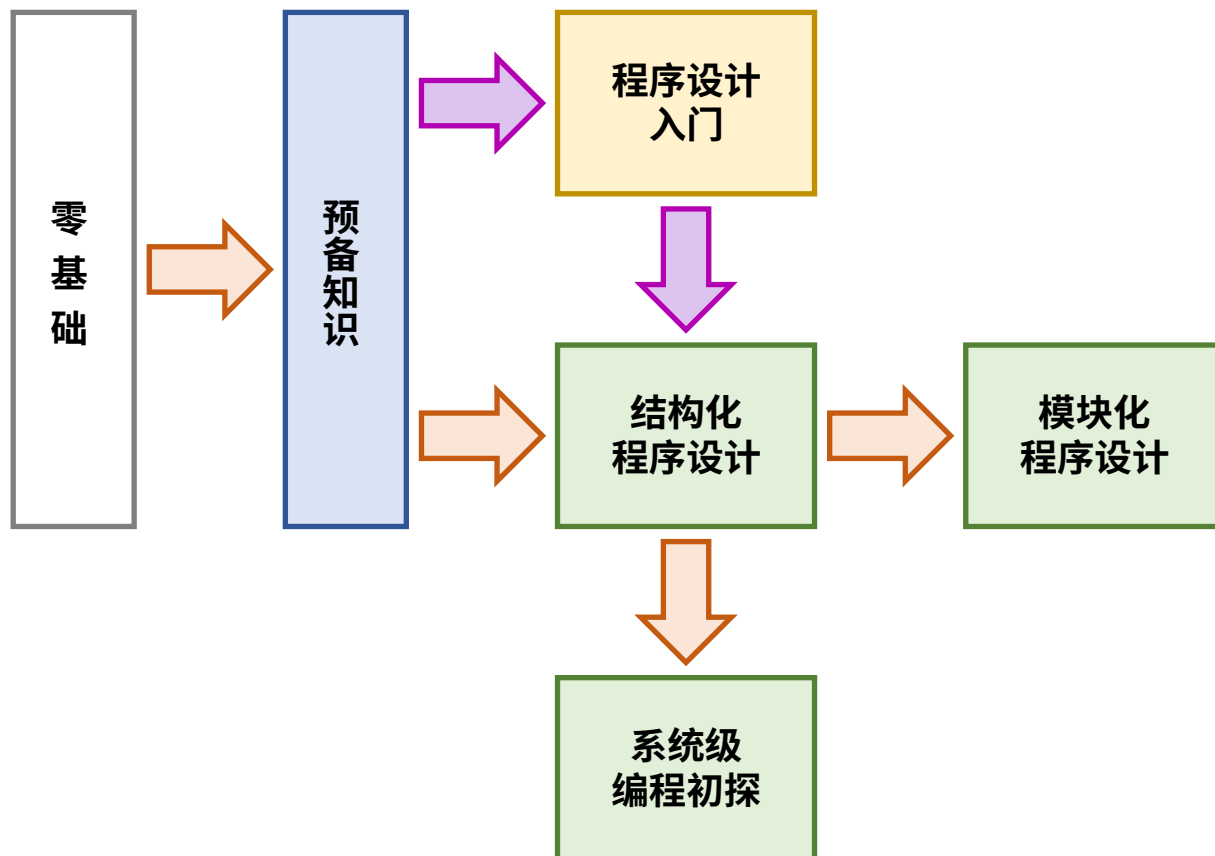 零基础
预备知识
程序设计
入门
结构化
程序设计
模块化
程序设计
系统级
编程初探